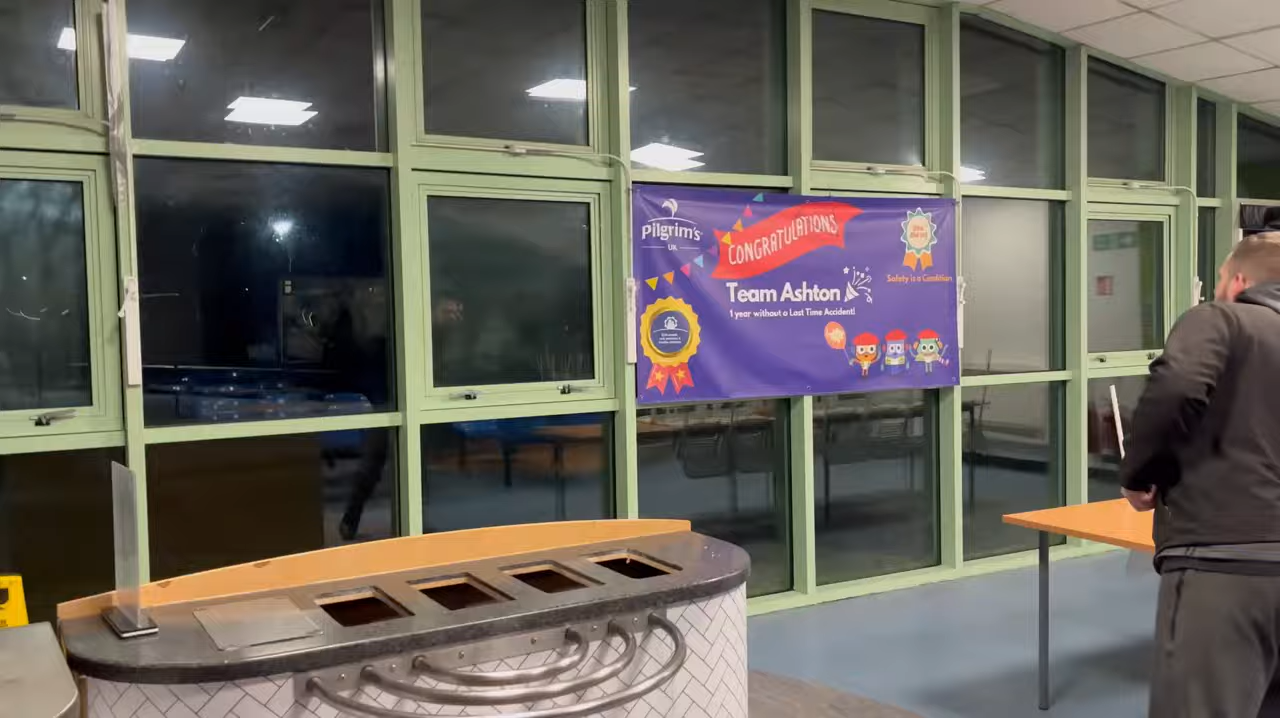 Pilgrim's
UK
CONGRATULATIONS
Team Ashton
1 year without a Last Time Accident!
Safety is a Condition